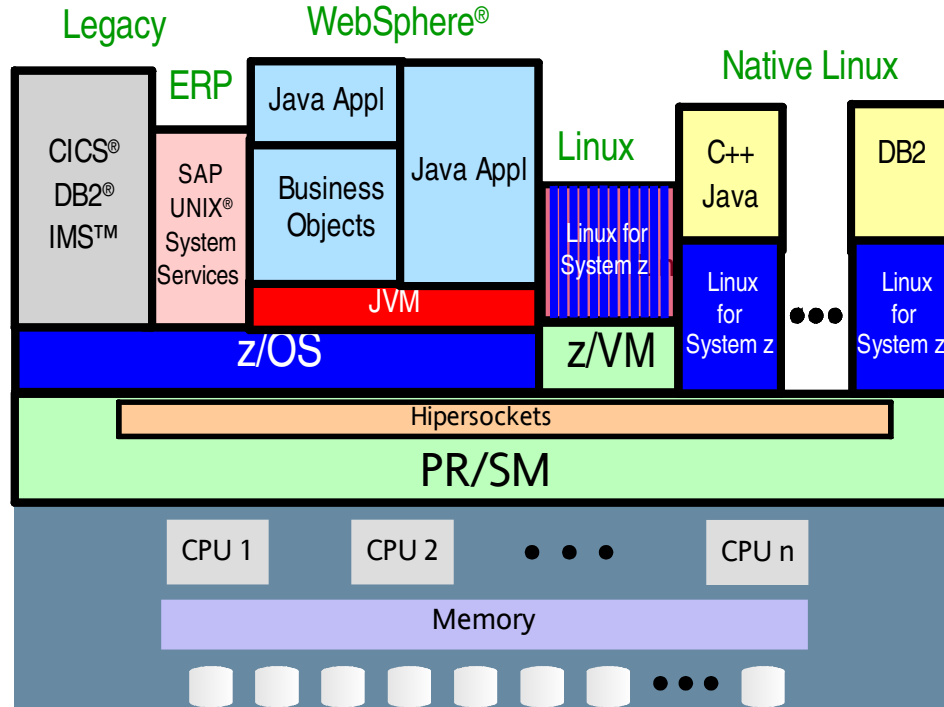 Legacy
WebSphere®
ERP
Native Linux
Linux
CICS®
DB2®
IMS™
SAP
UNIX®
System
Services
Java Appl
Business
Objects
Java Appl
JVM
Linux for
System z
C++
Java
DB2
Linux
for
System z
Linux
for
System z
z/OS
z/VM
Hipersockets
PR/SM
CPU 1
CPU 2
CPU n
Memory